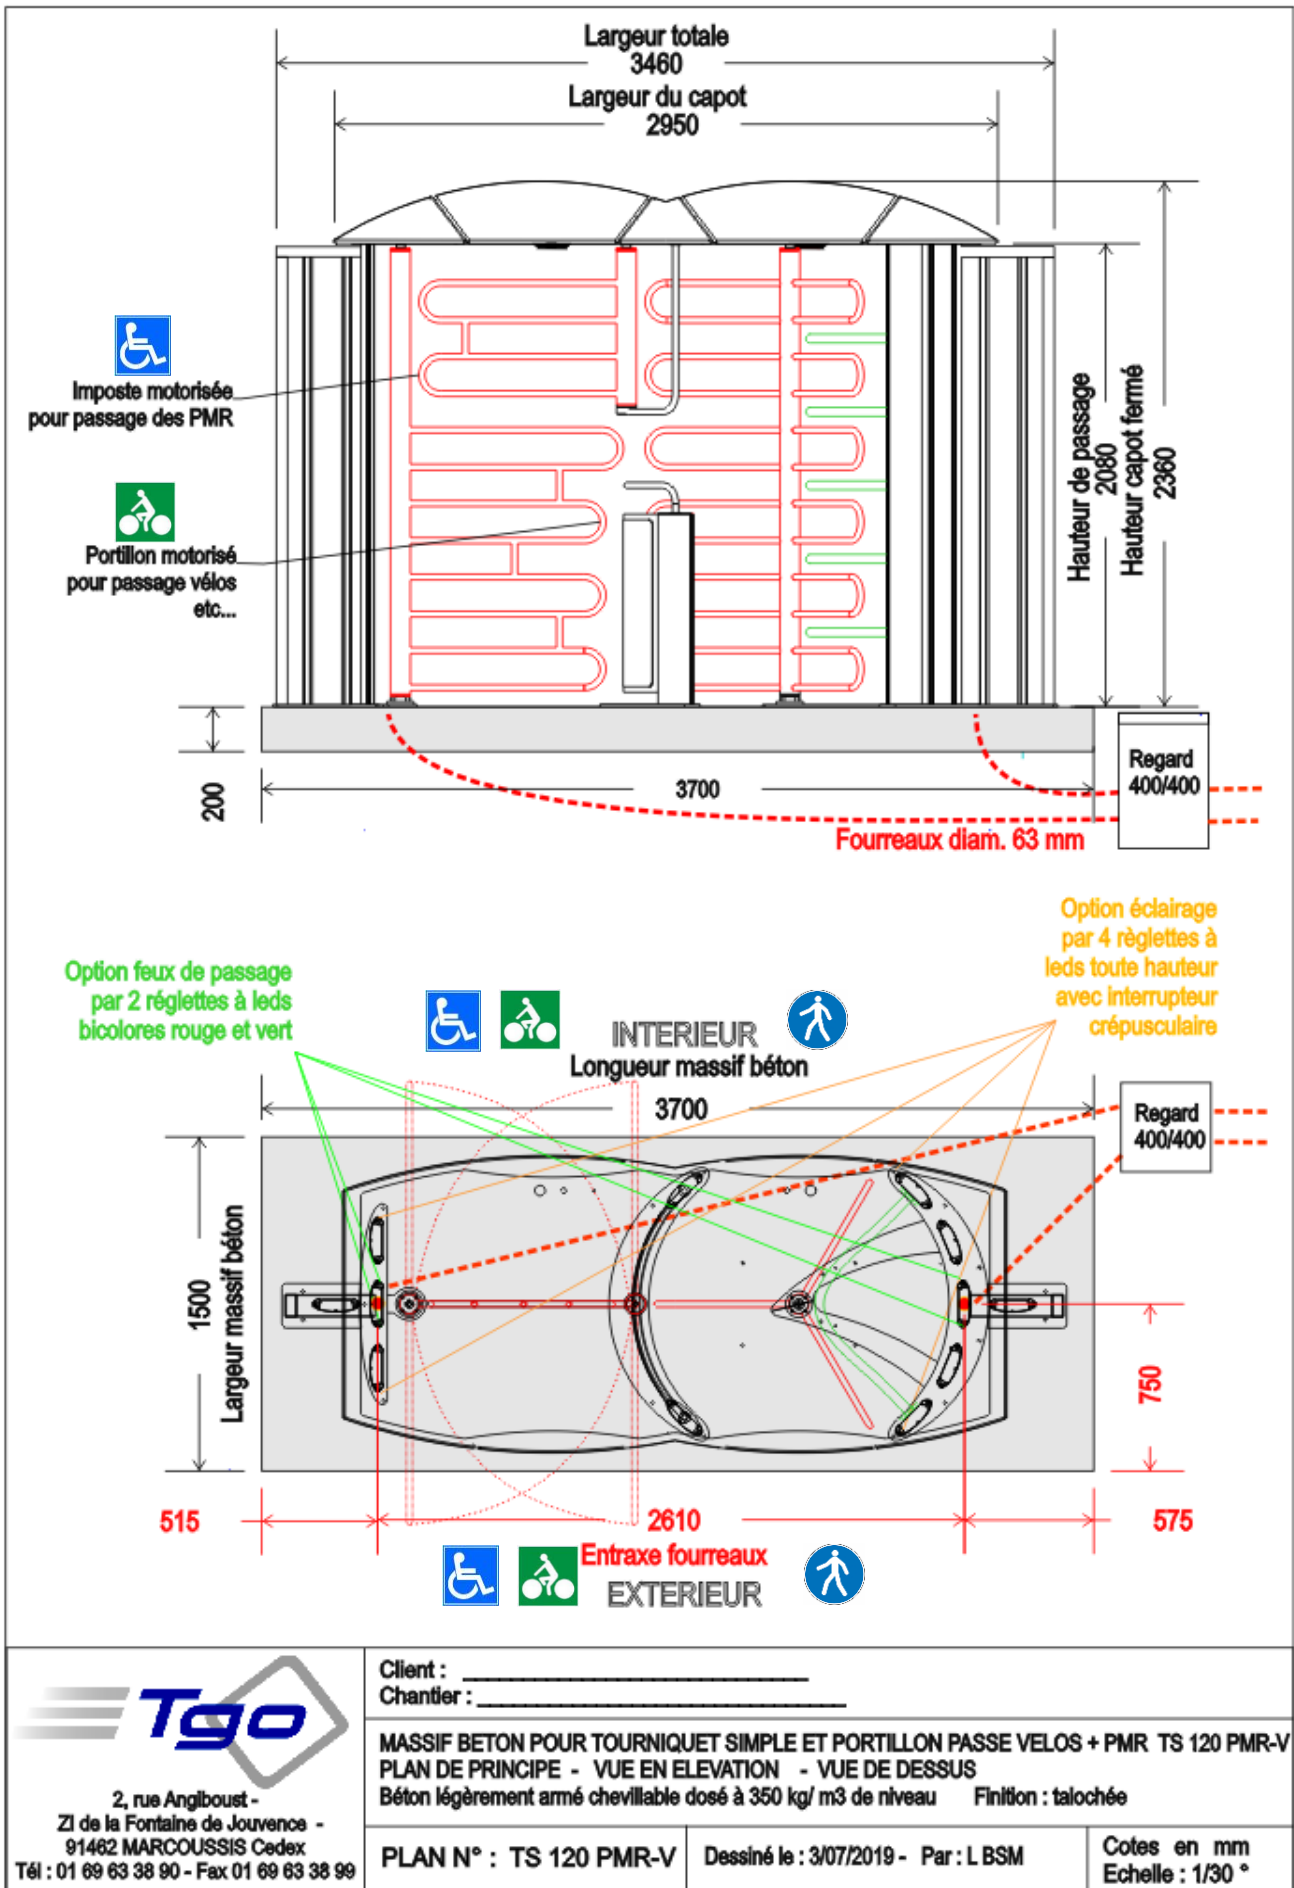 Largeur totale
3460
Largeur du capot
2950
Imposte motorisée
pour passage des PMR
Portillon motorisé
pour passage vélos
etc...
Hauteur de passage
2080
Hauteur capot fermé
2360
200
3700
Regard
400/400
Fourreaux diam. 63 mm
Option éclairage
par 4 règlettes à
leds toute hauteur
avec interrupteur
crépusculaire
Option feux de passage
par 2 réglettes à leds
bicolores rouge et vert
INTERIEUR
Longueur massif béton
3700
Regard
400/400
1500
Largeur massif béton
750
515
2610
575
Entraxe fourreaux
EXTERIEUR
Tgo
2, rue Angiboust -
ZI de la Fontaine de Jouvence -
91462 MARCOUSSIS Cedex
Tél : 01 69 63 38 90 - Fax 01 69 63 38 99
Client :
Chantier :
MASSIF BETON POUR TOURNIQUET SIMPLE ET PORTILLON PASSE VELOS + PMR TS 120 PMR-V
PLAN DE PRINCIPE - VUE EN ELEVATION - VUE DE DESSUS
Béton légèrement armé chevillable dosé à 350 kg/ m3 de niveau Finition : talochée
PLAN N° : TS 120 PMR-V
Dessiné le : 3/07/2019 - Par : L BSM
Cotes en mm
Echelle : 1/30 °